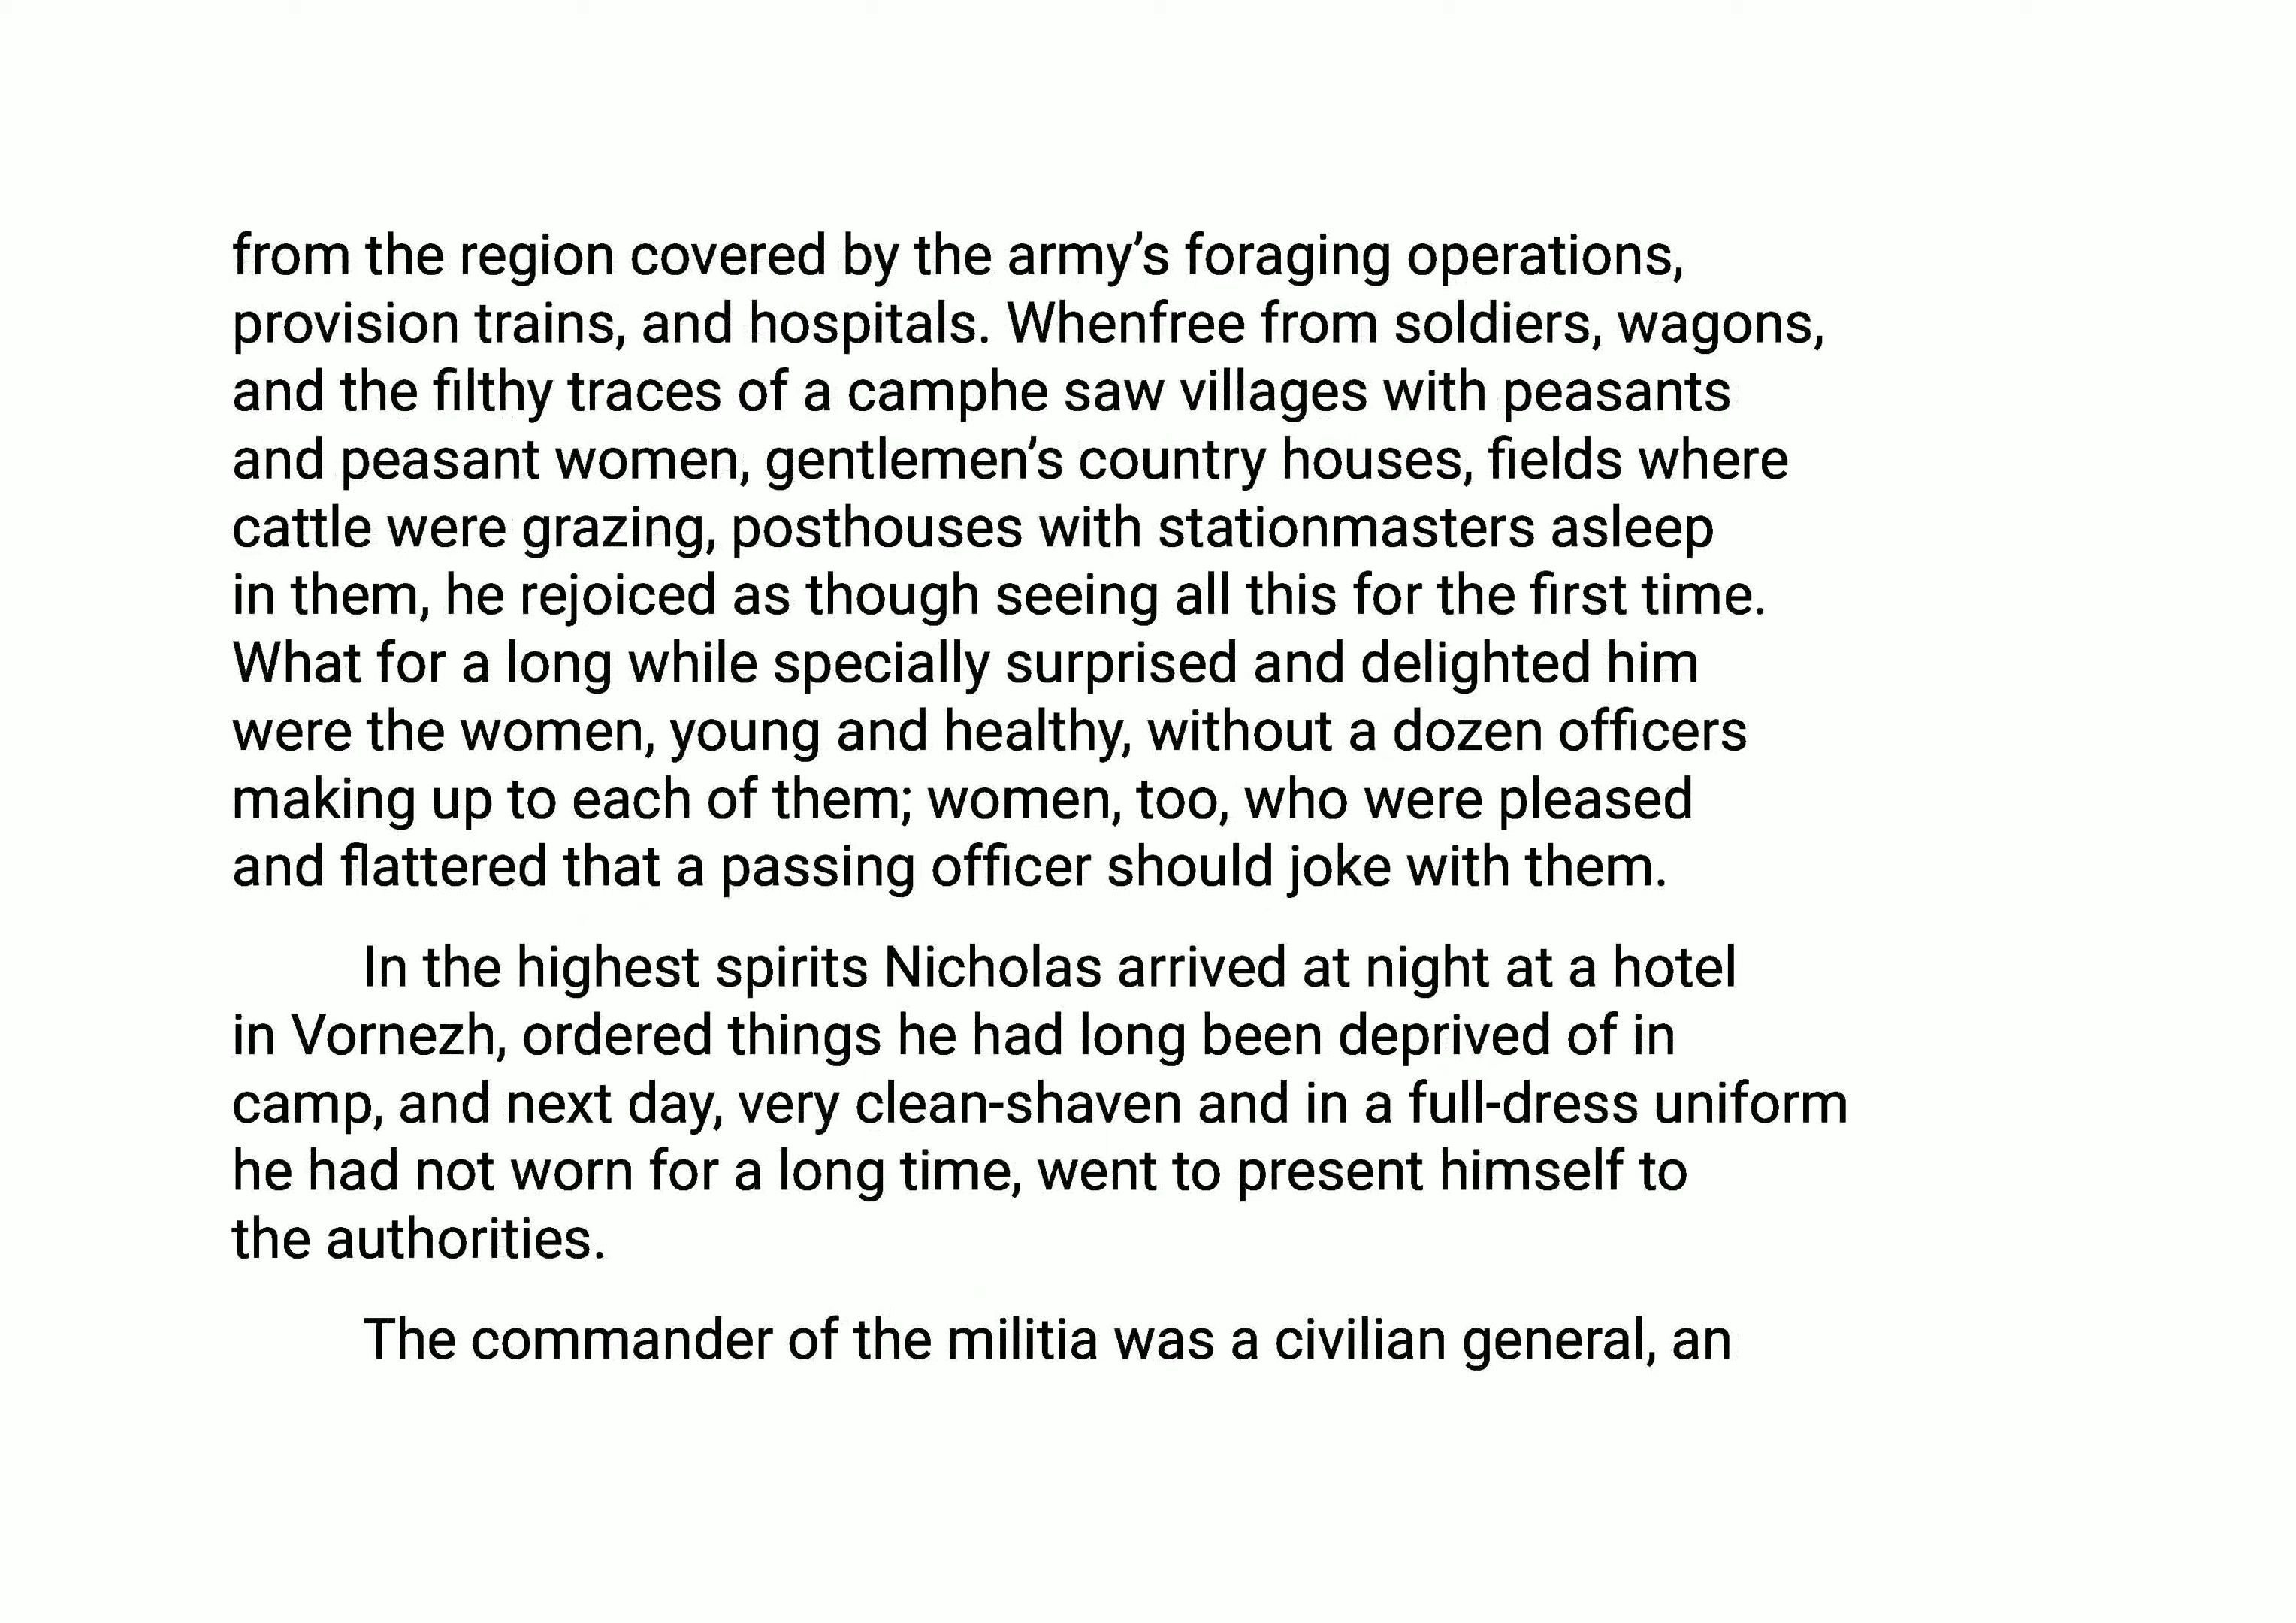 from the region covered by the army’s foraging operations,
provision trains, and hospitals. Whenfree from soldiers, wagons,
and the filthy traces of a camphe saw villages with peasants
and peasant women, gentlemen’s country houses, fields where
cattle were grazing, posthouses with stationmasters asleep
in them, he rejoiced as though seeing all this for the first time.
What for a long while specially surprised and delighted him
were the women, young and healthy, without a dozen officers
making up to each of them; women, too, who were pleased
and flattered that a passing officer should joke with them.
In the highest spirits Nicholas arrived at night at a hotel
in Vornezh, ordered things he had long been deprived of in
camp, and next day, very clean-shaven and in a full-dress uniform
he had not worn for a long time, went to present himself to
the authorities.
The commander of the militia was a civilian general, an